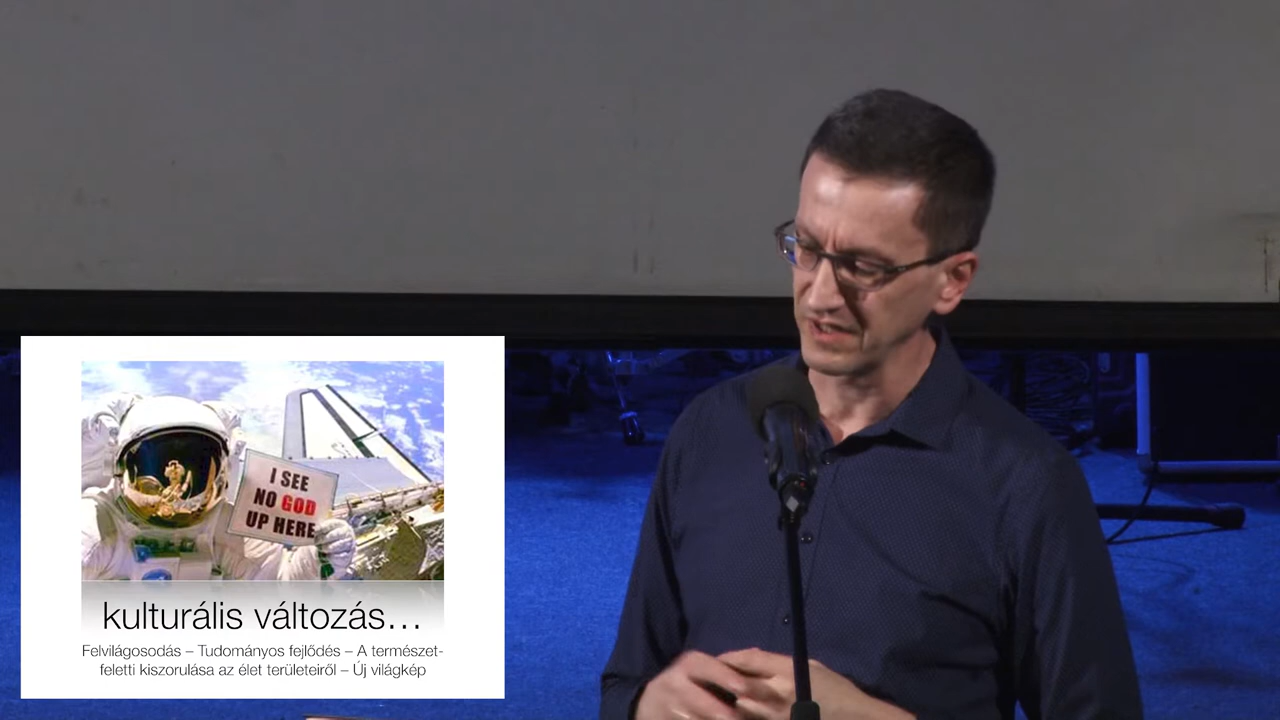 I SEE
NO GOD
UP HERE
kulturális változás...
Felvilágosodás – Tudományos fejlődés – A természet-
feletti kiszorulása az élet területeiről – Új világkép